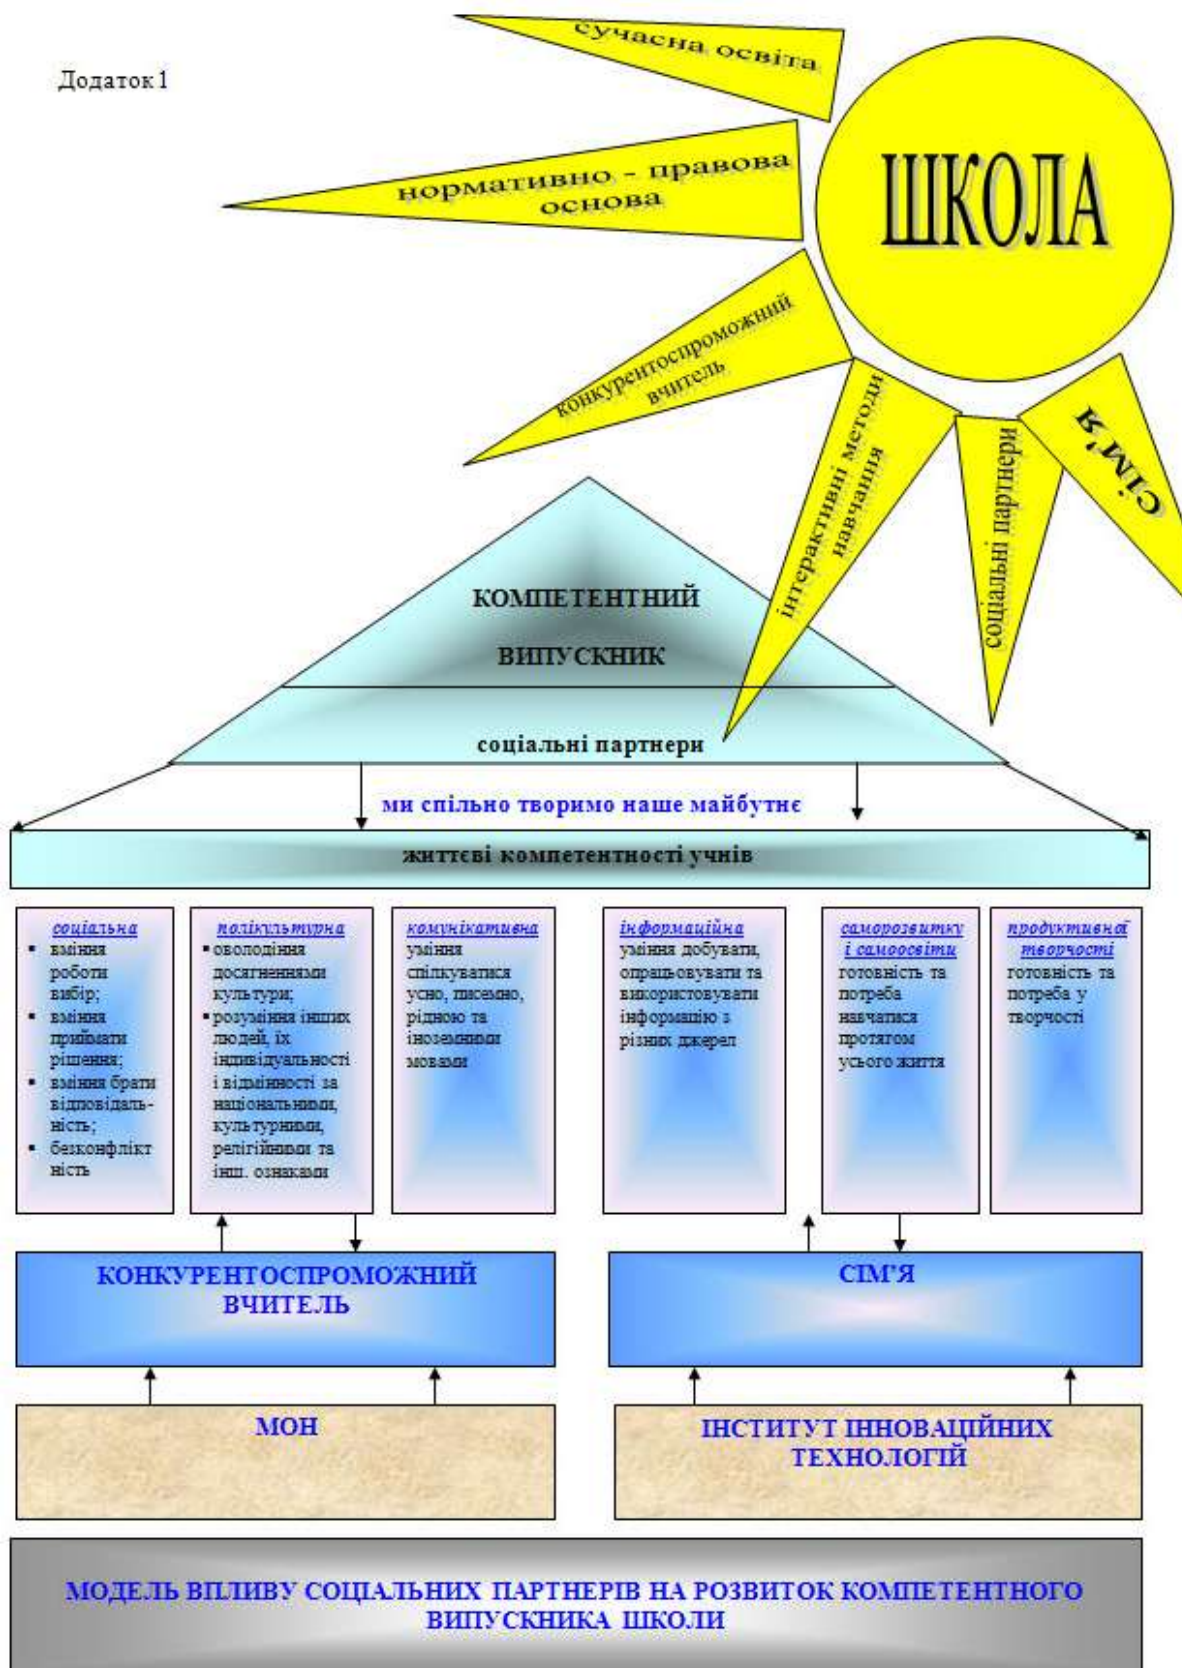 Додаток 1
сучасна освіта
ШКОЛА
нормативно - правова
основа
конкурентоспроможний
вчитель
інтерактивні методи
навчання
соціальні партнери
Сім'я
КОМПЕТЕНТНИЙ
ВИПУСКНИК
соціальні партнери
ми спільно творимо наше майбутнє
життєві компетентності учнів
соціальна
▪ вміння
роботи
вибір;
▪ вміння
приймати
рішення;
▪ вміння брати
відповідаль-
ність;
▪ безконфлікт
ність
полікультурна
▪ оволодіння
досягненнями
культури;
▪ розуміння інших
людей, їх
індивідуальності
і відмінності за
національними,
культурними,
релігійними та
інш. ознаками
комунікативна
уміння
спілкуватися
усно, писемно,
рідною та
іноземними
мовами
інформаційна
уміння добувати,
опрацьовувати та
використовувати
інформацію з
різних джерел
саморозвитку
і самоосвіти
готовність та
потреба
навчатися
протягом
усього життя
продуктивної
творчості
готовність та
потреба у
творчості
КОНКУРЕНТОСПРОМОЖНИЙ
ВЧИТЕЛЬ
СІМ'Я
МОН
ІНСТИТУТ ІННОВАЦІЙНИХ
ТЕХНОЛОГІЙ
МОДЕЛЬ ВПЛИВУ СОЦІАЛЬНИХ ПАРТНЕРІВ НА РОЗВИТОК КОМПЕТЕНТНОГО
ВИПУСКНИКА ШКОЛИ